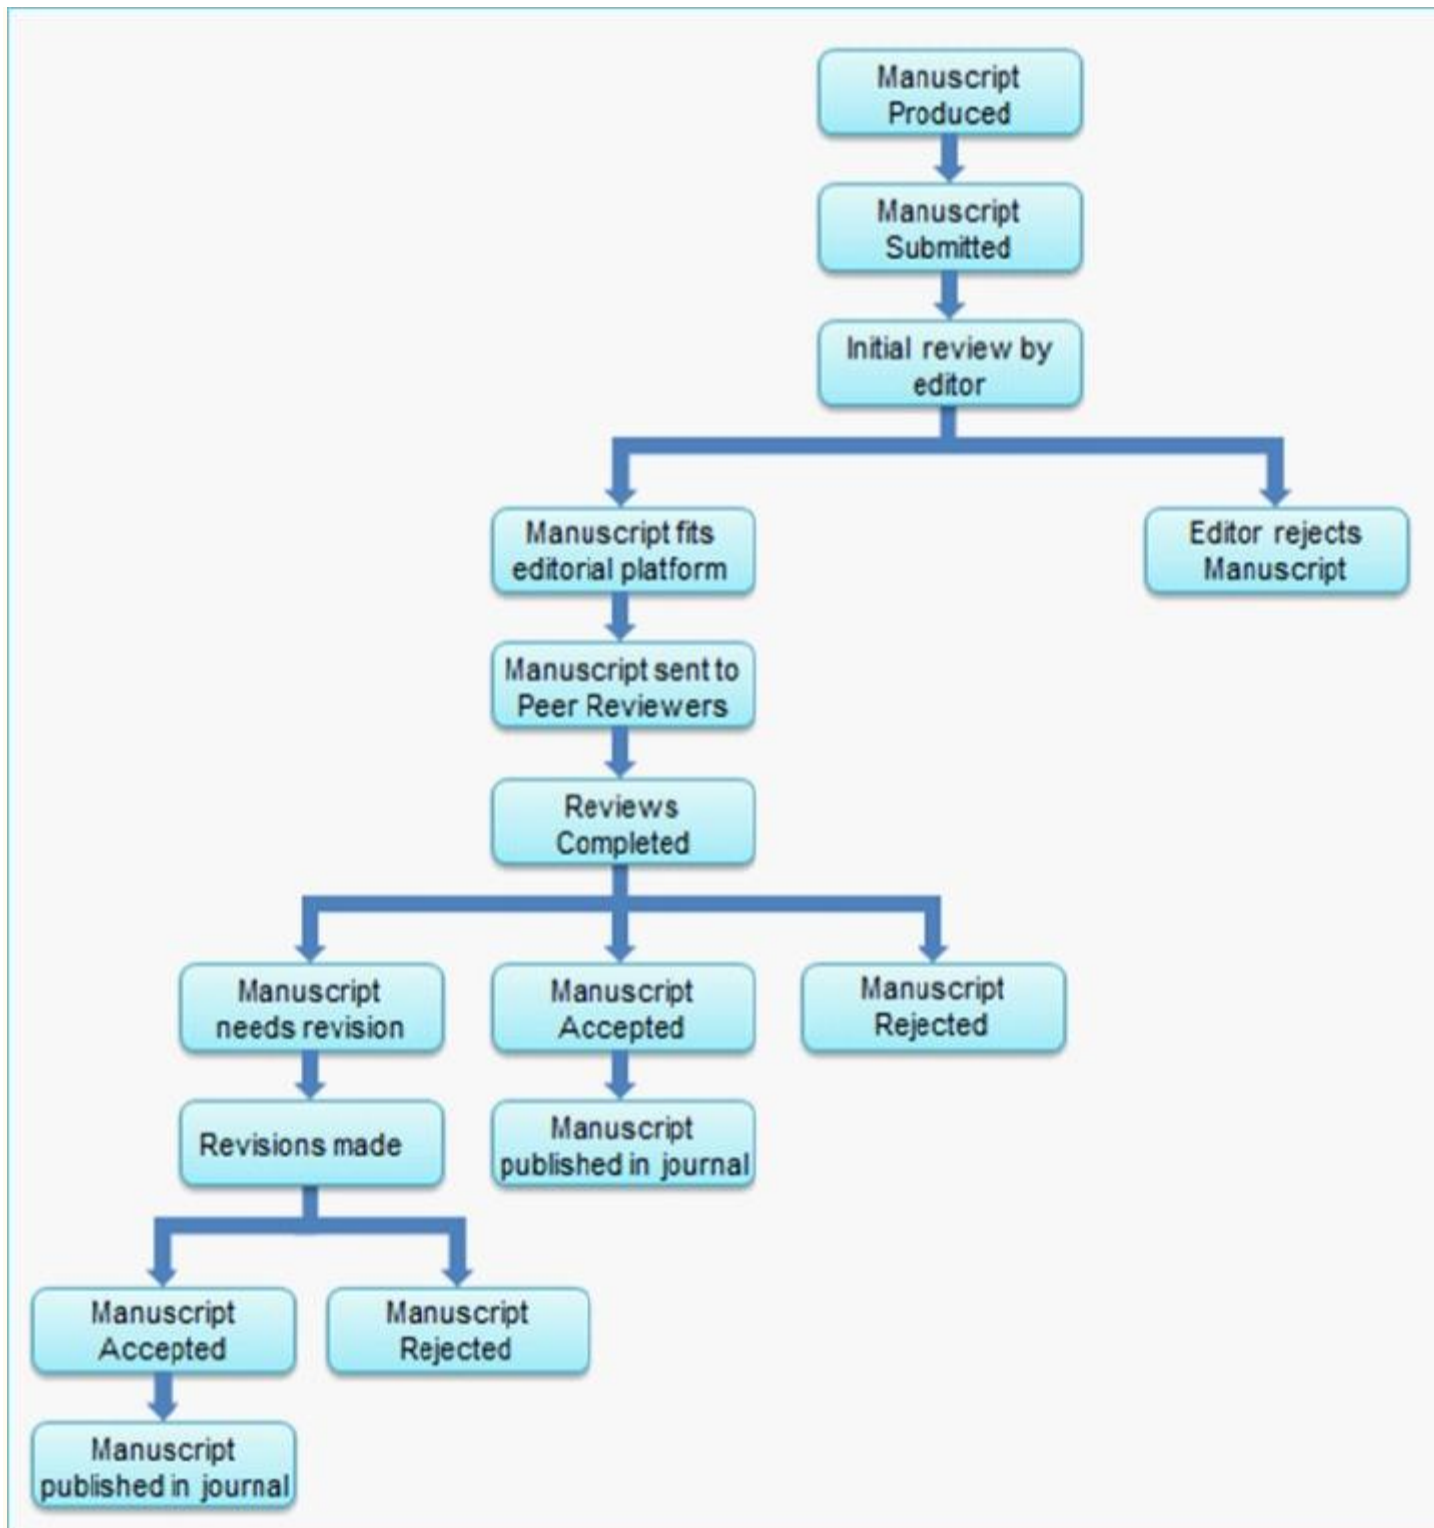 Manuscript
Produced
Manuscript
Submitted
Initial review by
editor
Manuscript fits
editorial platform
Editor rejects
Manuscript
Manuscript sent to
Peer Reviewers
Reviews
Completed
Manuscript
needs revision
Manuscript
Accepted
Manuscript
Rejected
Revisions made
Manuscript
published in journal
Manuscript
Accepted
Manuscript
Rejected
Manuscript
published in journal